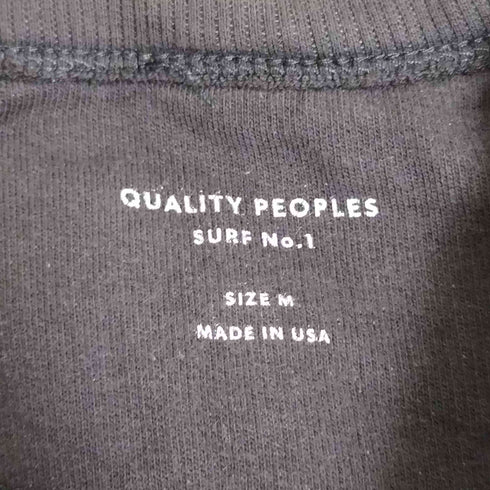 QUALITY PEOPLES
SURF No.1
SIZE M
MADE IN USA